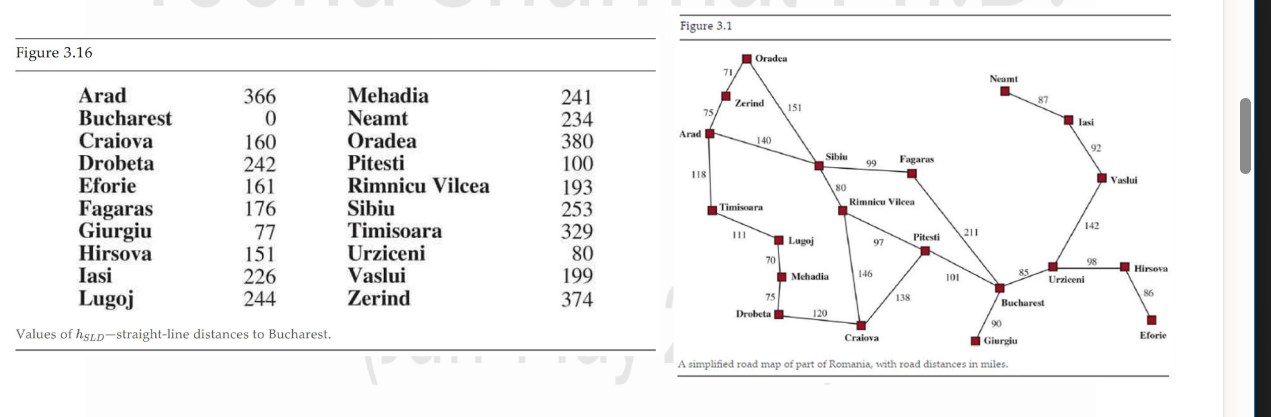 Figure 3.16
Arad 366 Mehadia 241
Bucharest 0 Neamt 234
Craiova 160 Oradea 380
Drobeta 242 Pitesti 100
Eforie 161 Rimnicu Vilcea 193
Fagaras 176 Sibiu 253
Giurgiu 77 Timisoara 329
Hirsova 151 Urziceni 80
Iasi 226 Vaslui 199
Lugoj 244 Zerind 374
Values of hSLD—straight-line distances to Bucharest.
Figure 3.1
Oradea
Neamt
71
87
Zerind
75
151
Iasi
Arad
140
92
Sibiu
99
Fagaras
118
80
Vaslui
Rimnicu Vilcea
Timisoara
142
111
Lugoj
97
Pitesti
211
70
98
Hirsova
85
Urziceni
Mehadia
146
101
86
75
138
Bucharest
Drobeta
120
90
Craiova
Giurgiu
Eforie
A simplified road map of part of Romania, with road distances in miles.